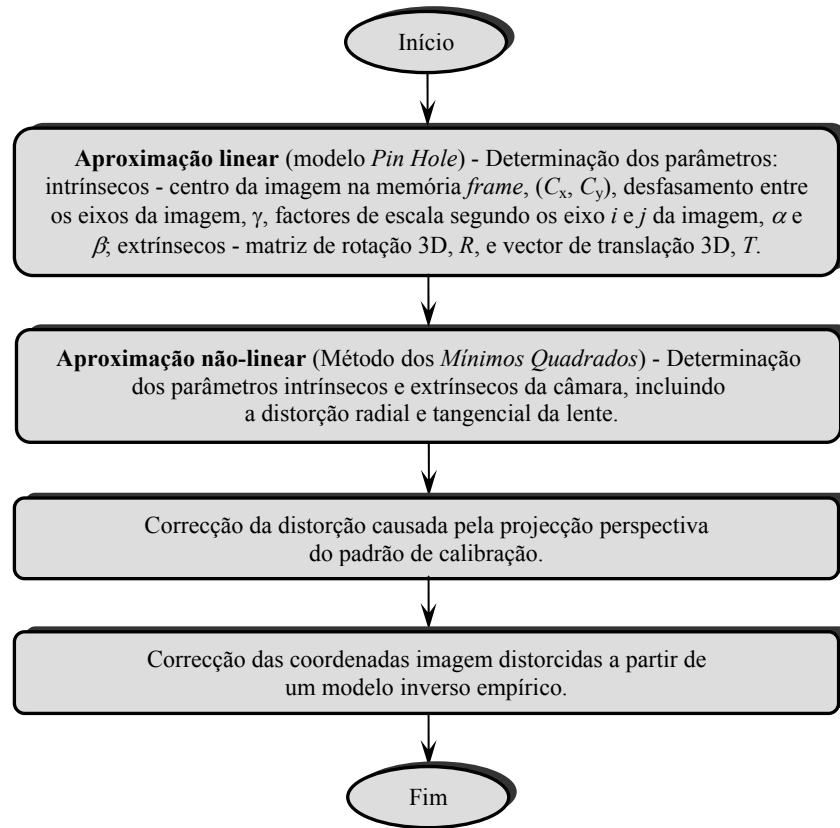 Início
Aproximação linear (modelo Pin Hole) - Determinação dos parâmetros:
intrínsecos - centro da imagem na memória frame, (Cx, Cy), desfasamento entre
os eixos da imagem, γ, factores de escala segundo os eixo i e j da imagem, α e
β; extrínsecos - matriz de rotação 3D, R, e vector de translação 3D, T.
Aproximação não-linear (Método dos Mínimos Quadrados) - Determinação
dos parâmetros intrínsecos e extrínsecos da câmara, incluindo
a distorção radial e tangencial da lente.
Correcção da distorção causada pela projecção perspectiva
do padrão de calibração.
Correcção das coordenadas imagem distorcidas a partir de
um modelo inverso empírico.
Fim